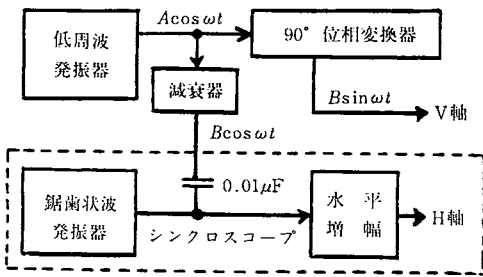 低周波
発振器
Acosωt
90°位相変換器
減衰器
Bsinωt
V軸
Bcosωt
0.01μF
鋸歯状波
発振器
シンクロスコープ
水平
増幅
H軸